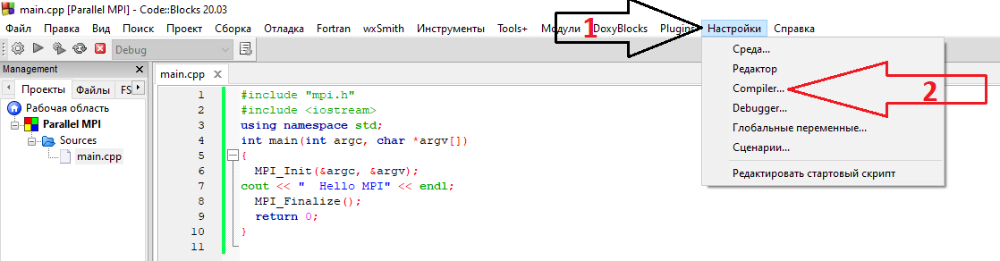 main.cpp [Parallel MPI] - Code::Blocks 20.03
Файл Правка Вид Поиск Проект Сборка Отладка Fortran wxSmith Инструменты Tools+ Модули DoxyBlocks Plugins Настройки Справка
1
Debug
Management
Проекты Файлы FS
Рабочая область
Parallel MPI
Sources
main.cpp
main.cpp X
1 #include "mpi.h"
2 #include <iostream>
3 using namespace std;
4 int main(int argc, char *argv[])
5 {
6 MPI_Init(&argc, &argv);
7 cout << "  Hello MPI" << endl;
8 MPI_Finalize();
9 return 0;
10 }
11
Среда...
Редактор
Compiler...
2
Debugger...
Глобальные переменные...
Сценарии...
Редактировать стартовый скрипт